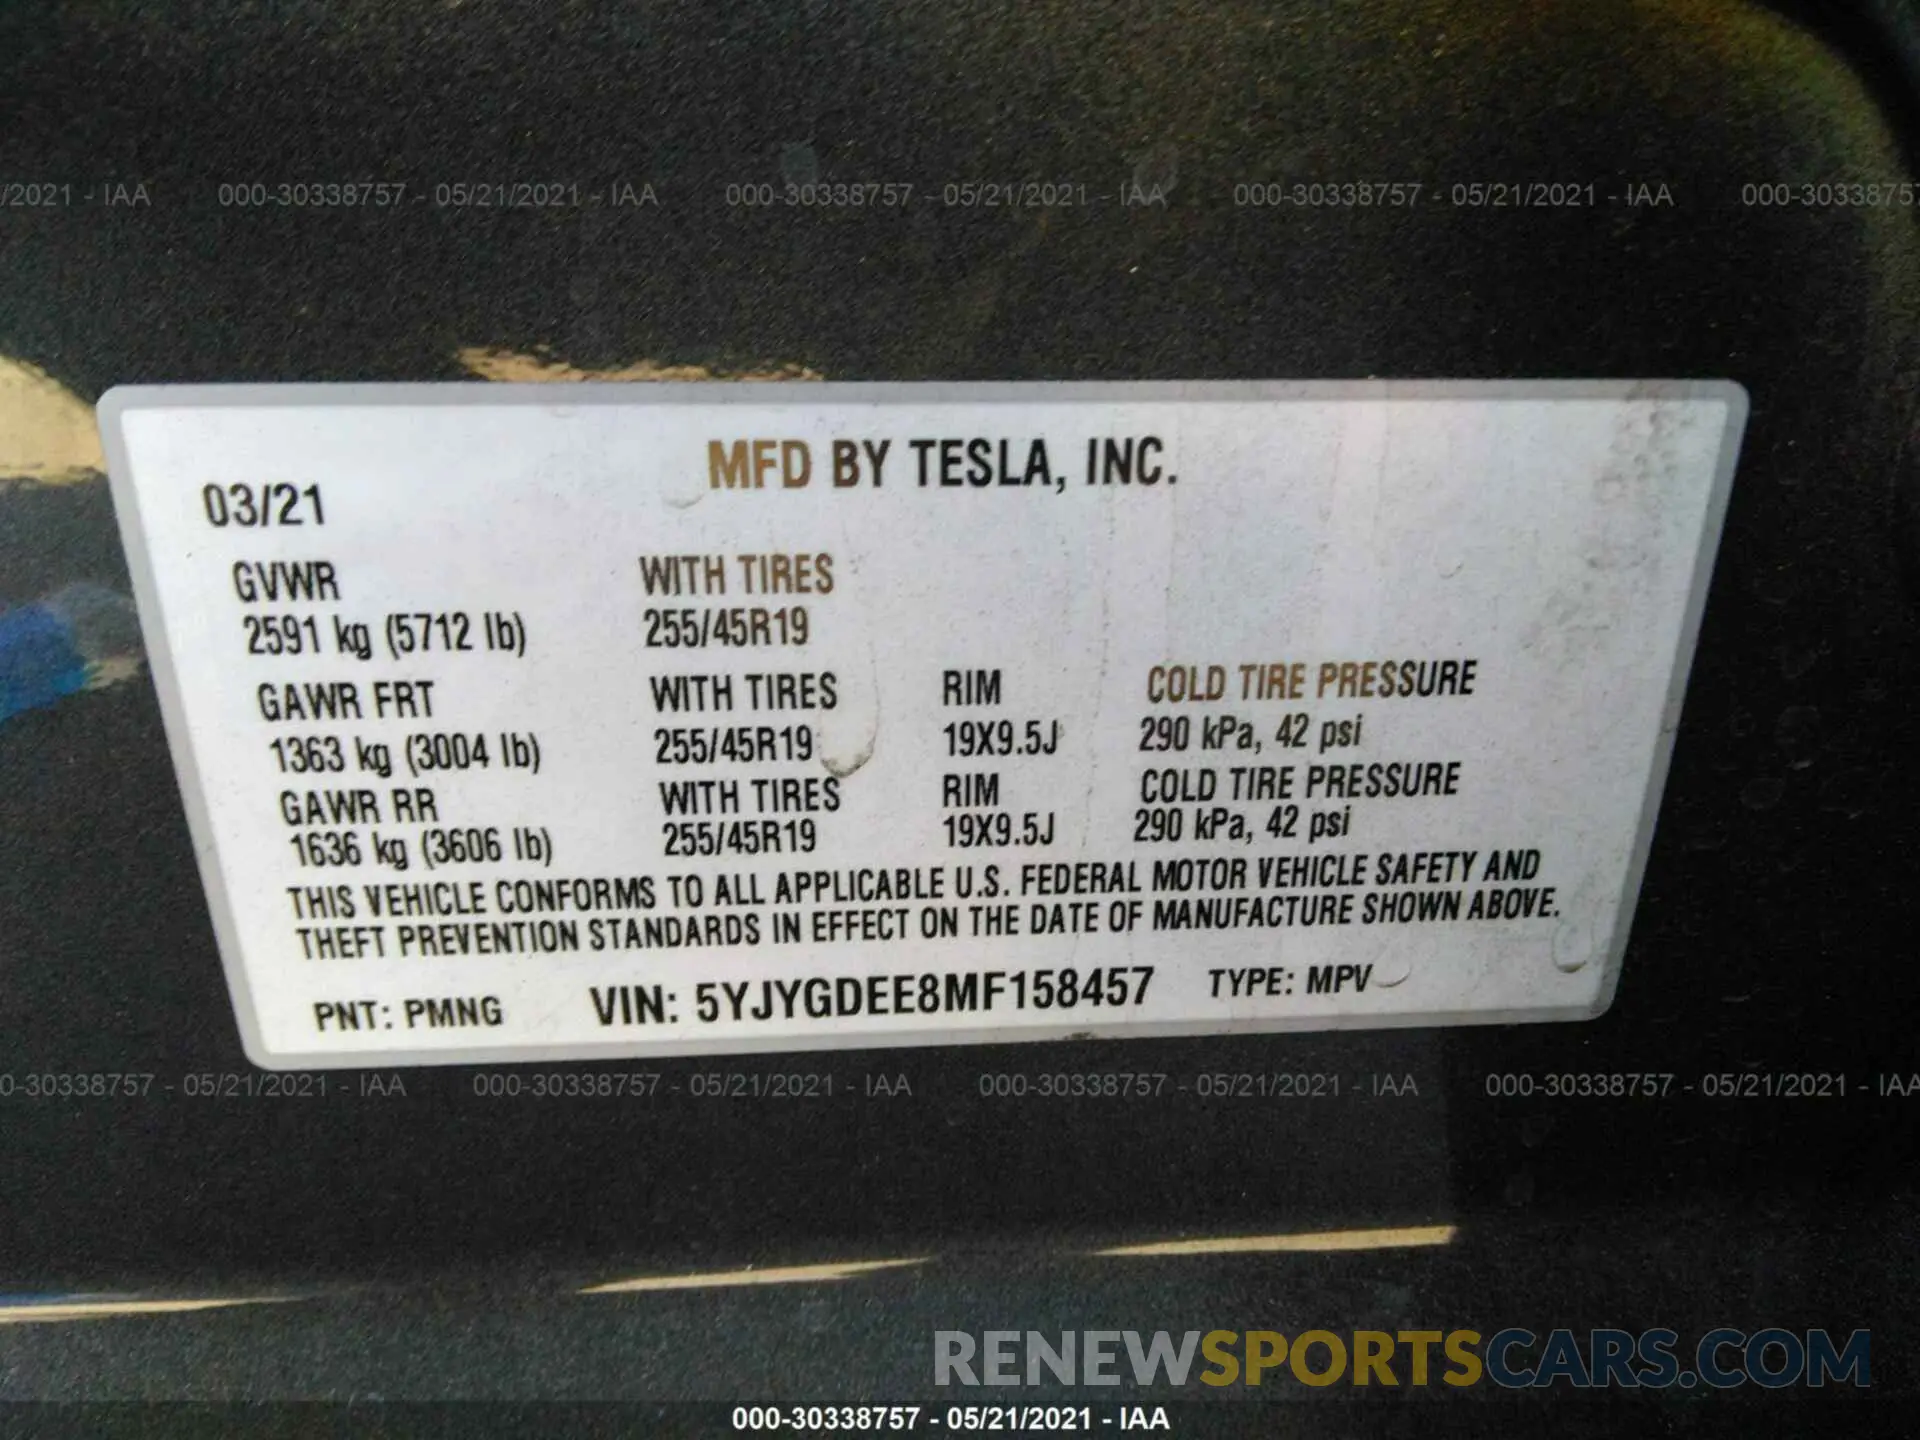 /2021 - IAA 000-30338757 - 05/21/2021 - IAA 000-30338757 - 05/21/2021 - IAA 000-30338757 - 05/21/2021 - IAA 000-3033875
MFD BY TESLA, INC.
03/21
GVWR WITH TIRES
2591 kg (5712 lb) 255/45R19
GAWR FRT WITH TIRES RIM COLD TIRE PRESSURE
1363 kg (3004 lb) 255/45R19 19X9.5J 290 kPa, 42 psi
GAWR RR WITH TIRES RIM COLD TIRE PRESSURE
1636 kg (3606 lb) 255/45R19 19X9.5J 290 kPa, 42 psi
THIS VEHICLE CONFORMS TO ALL APPLICABLE U.S. FEDERAL MOTOR VEHICLE SAFETY AND
THEFT PREVENTION STANDARDS IN EFFECT ON THE DATE OF MANUFACTURE SHOWN ABOVE.
PNT: PMNG VIN: 5YJYGDEE8MF158457 TYPE: MPV
0-30338757 - 05/21/2021 - IAA 000-30338757 - 05/21/2021 - IAA 000-30338757 - 05/21/2021 - IAA 000-30338757 - 05/21/2021 - IAA
RENEWSPORTSCARS.COM
000-30338757 - 05/21/2021 - IAA